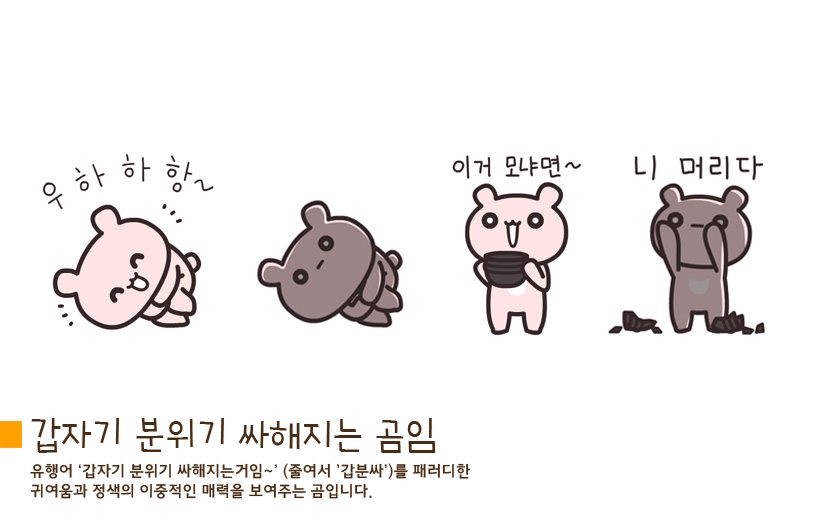 우하하항~
이거 모냐면~
니 머리다
갑자기 분위기 싸해지는 곰임
유행어 ‘갑자기 분위기 싸해지는거임~’ (줄여서 ’갑분싸’)를 패러디한
귀여움과 정색의 이중적인 매력을 보여주는 곰입니다.